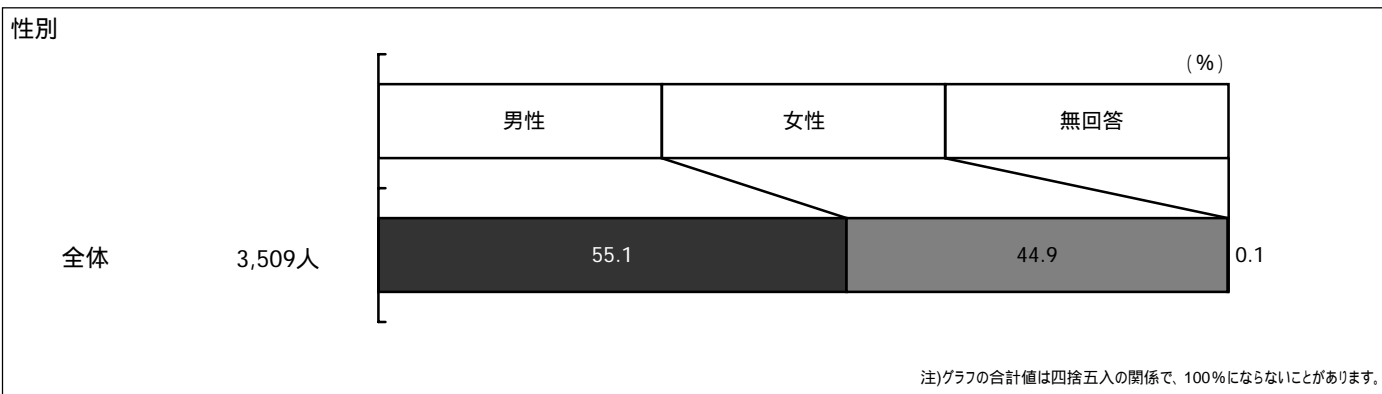 性別
(%)
男性 女性 無回答
全体 3,509人 55.1 44.9 0.1
注)グラフの合計値は四捨五入の関係で、100%にならないことがあります。